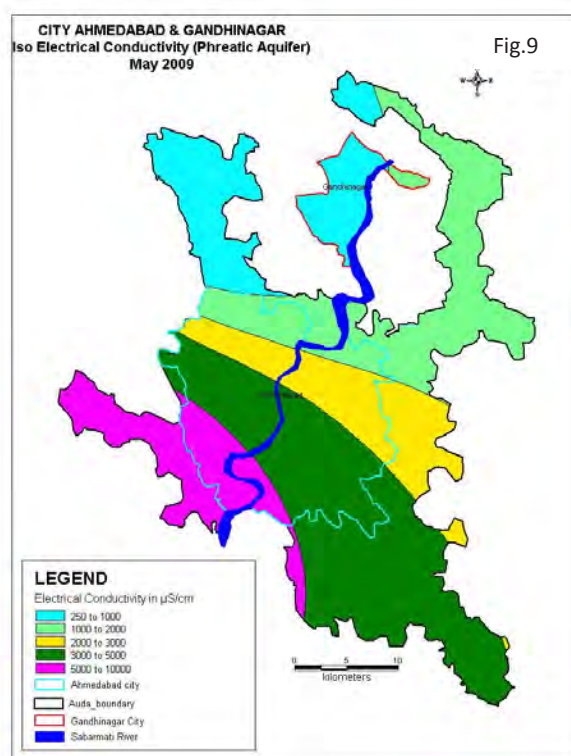 CITY AHMEDABAD & GANDHINAGAR
Iso Electrical Conductivity (Phreatic Aquifer)
May 2009
Fig.9
N
W
E
S
Gandhinagar
LEGEND
Electrical Conductivity in µS/cm
250 to 1000
1000 to 2000
2000 to 3000
3000 to 5000
5000 to 10000
Ahmedabad city
Auda_boundary
Gandhinagar City
Sabarmati River
0 5 10
kilometers